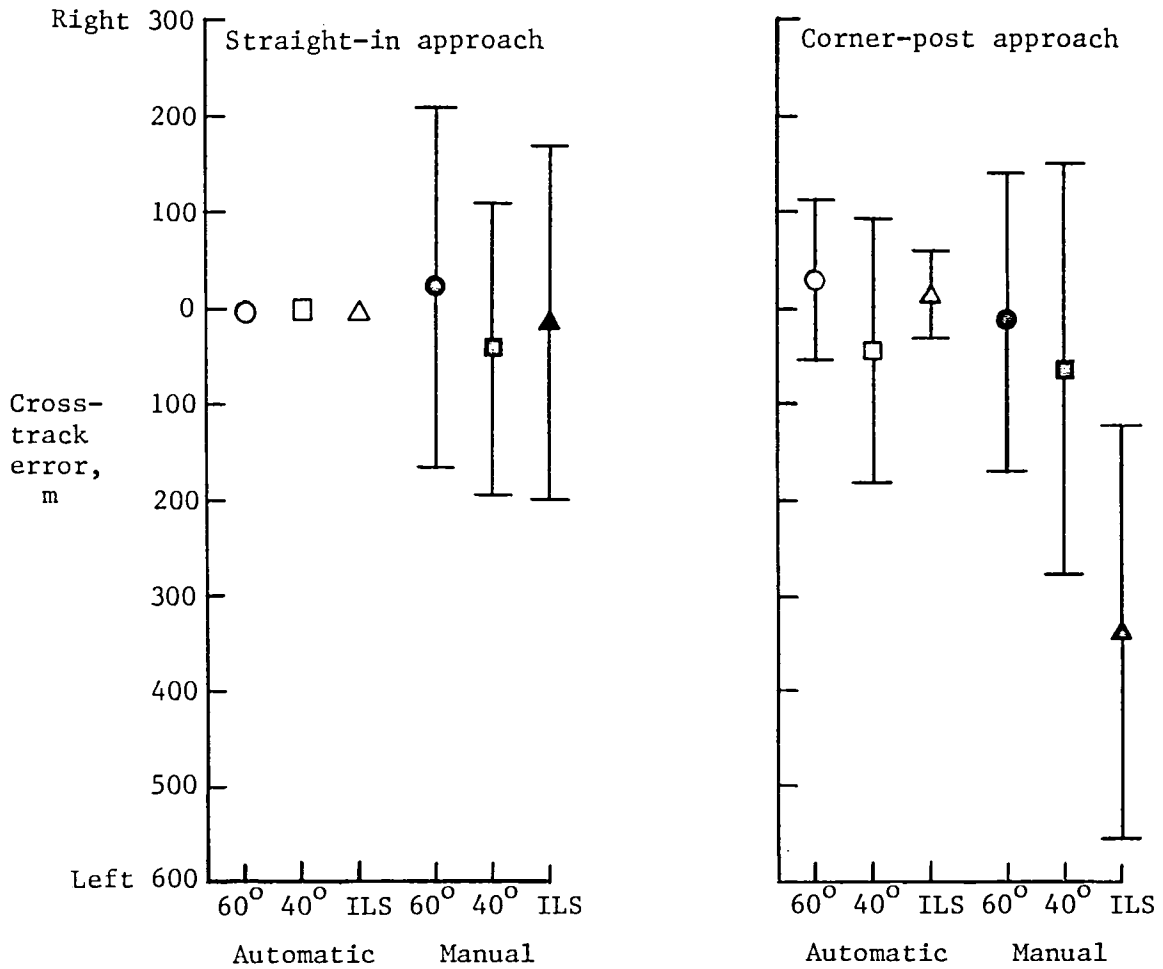 Right 300
200
100
0
100
200
300
400
500
Left 600
Cross-
track
error,
m
Straight-in approach
60° 40° ILS 60° 40° ILS
Automatic Manual
Corner-post approach
60° 40° ILS 60° 40° ILS
Automatic Manual